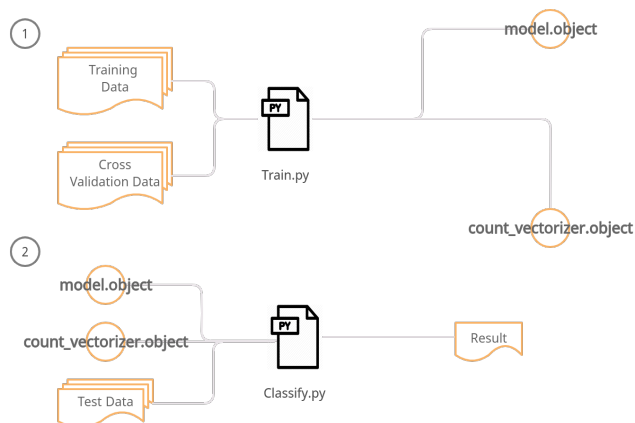 1
Training
Data
model.object
PY
Cross
Validation Data
Train.py
count_vectorizer.object
2
model.object
PY
count_vectorizer.object
Result
Test Data
Classify.py